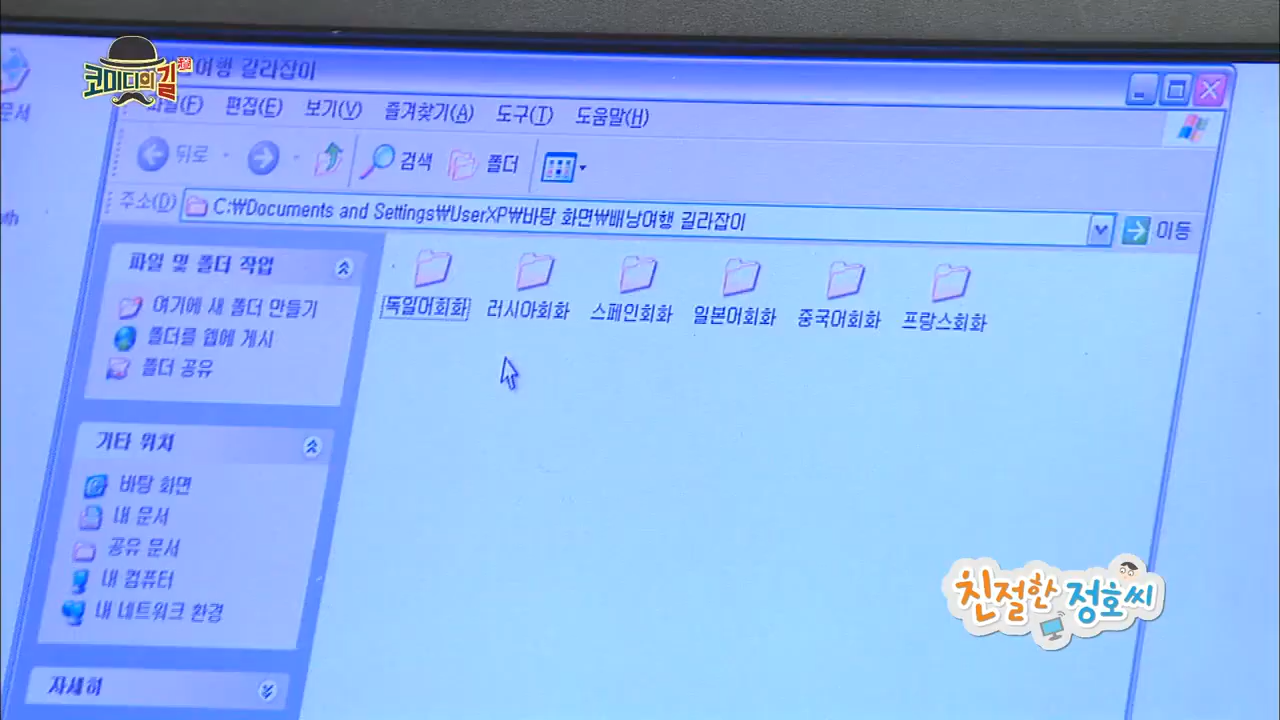 코미디의 길
여행 길라잡이
파일(F) 편집(E) 보기(V) 즐겨찾기(A) 도구(T) 도움말(H)
뒤로 검색 폴더
주소(D) C:₩Documents and Settings₩UserXP₩바탕 화면₩배낭여행 길라잡이 이동
문서
파일 및 폴더 작업
여기에 새 폴더 만들기
폴더를 웹에 게시
폴더 공유
독일어회화 러시아회화 스페인회화 일본어회화 중국어회화 프랑스회화
기타 위치
바탕 화면
내 문서
공유 문서
내 컴퓨터
내 네트워크 환경
자세히
친절한 정호씨